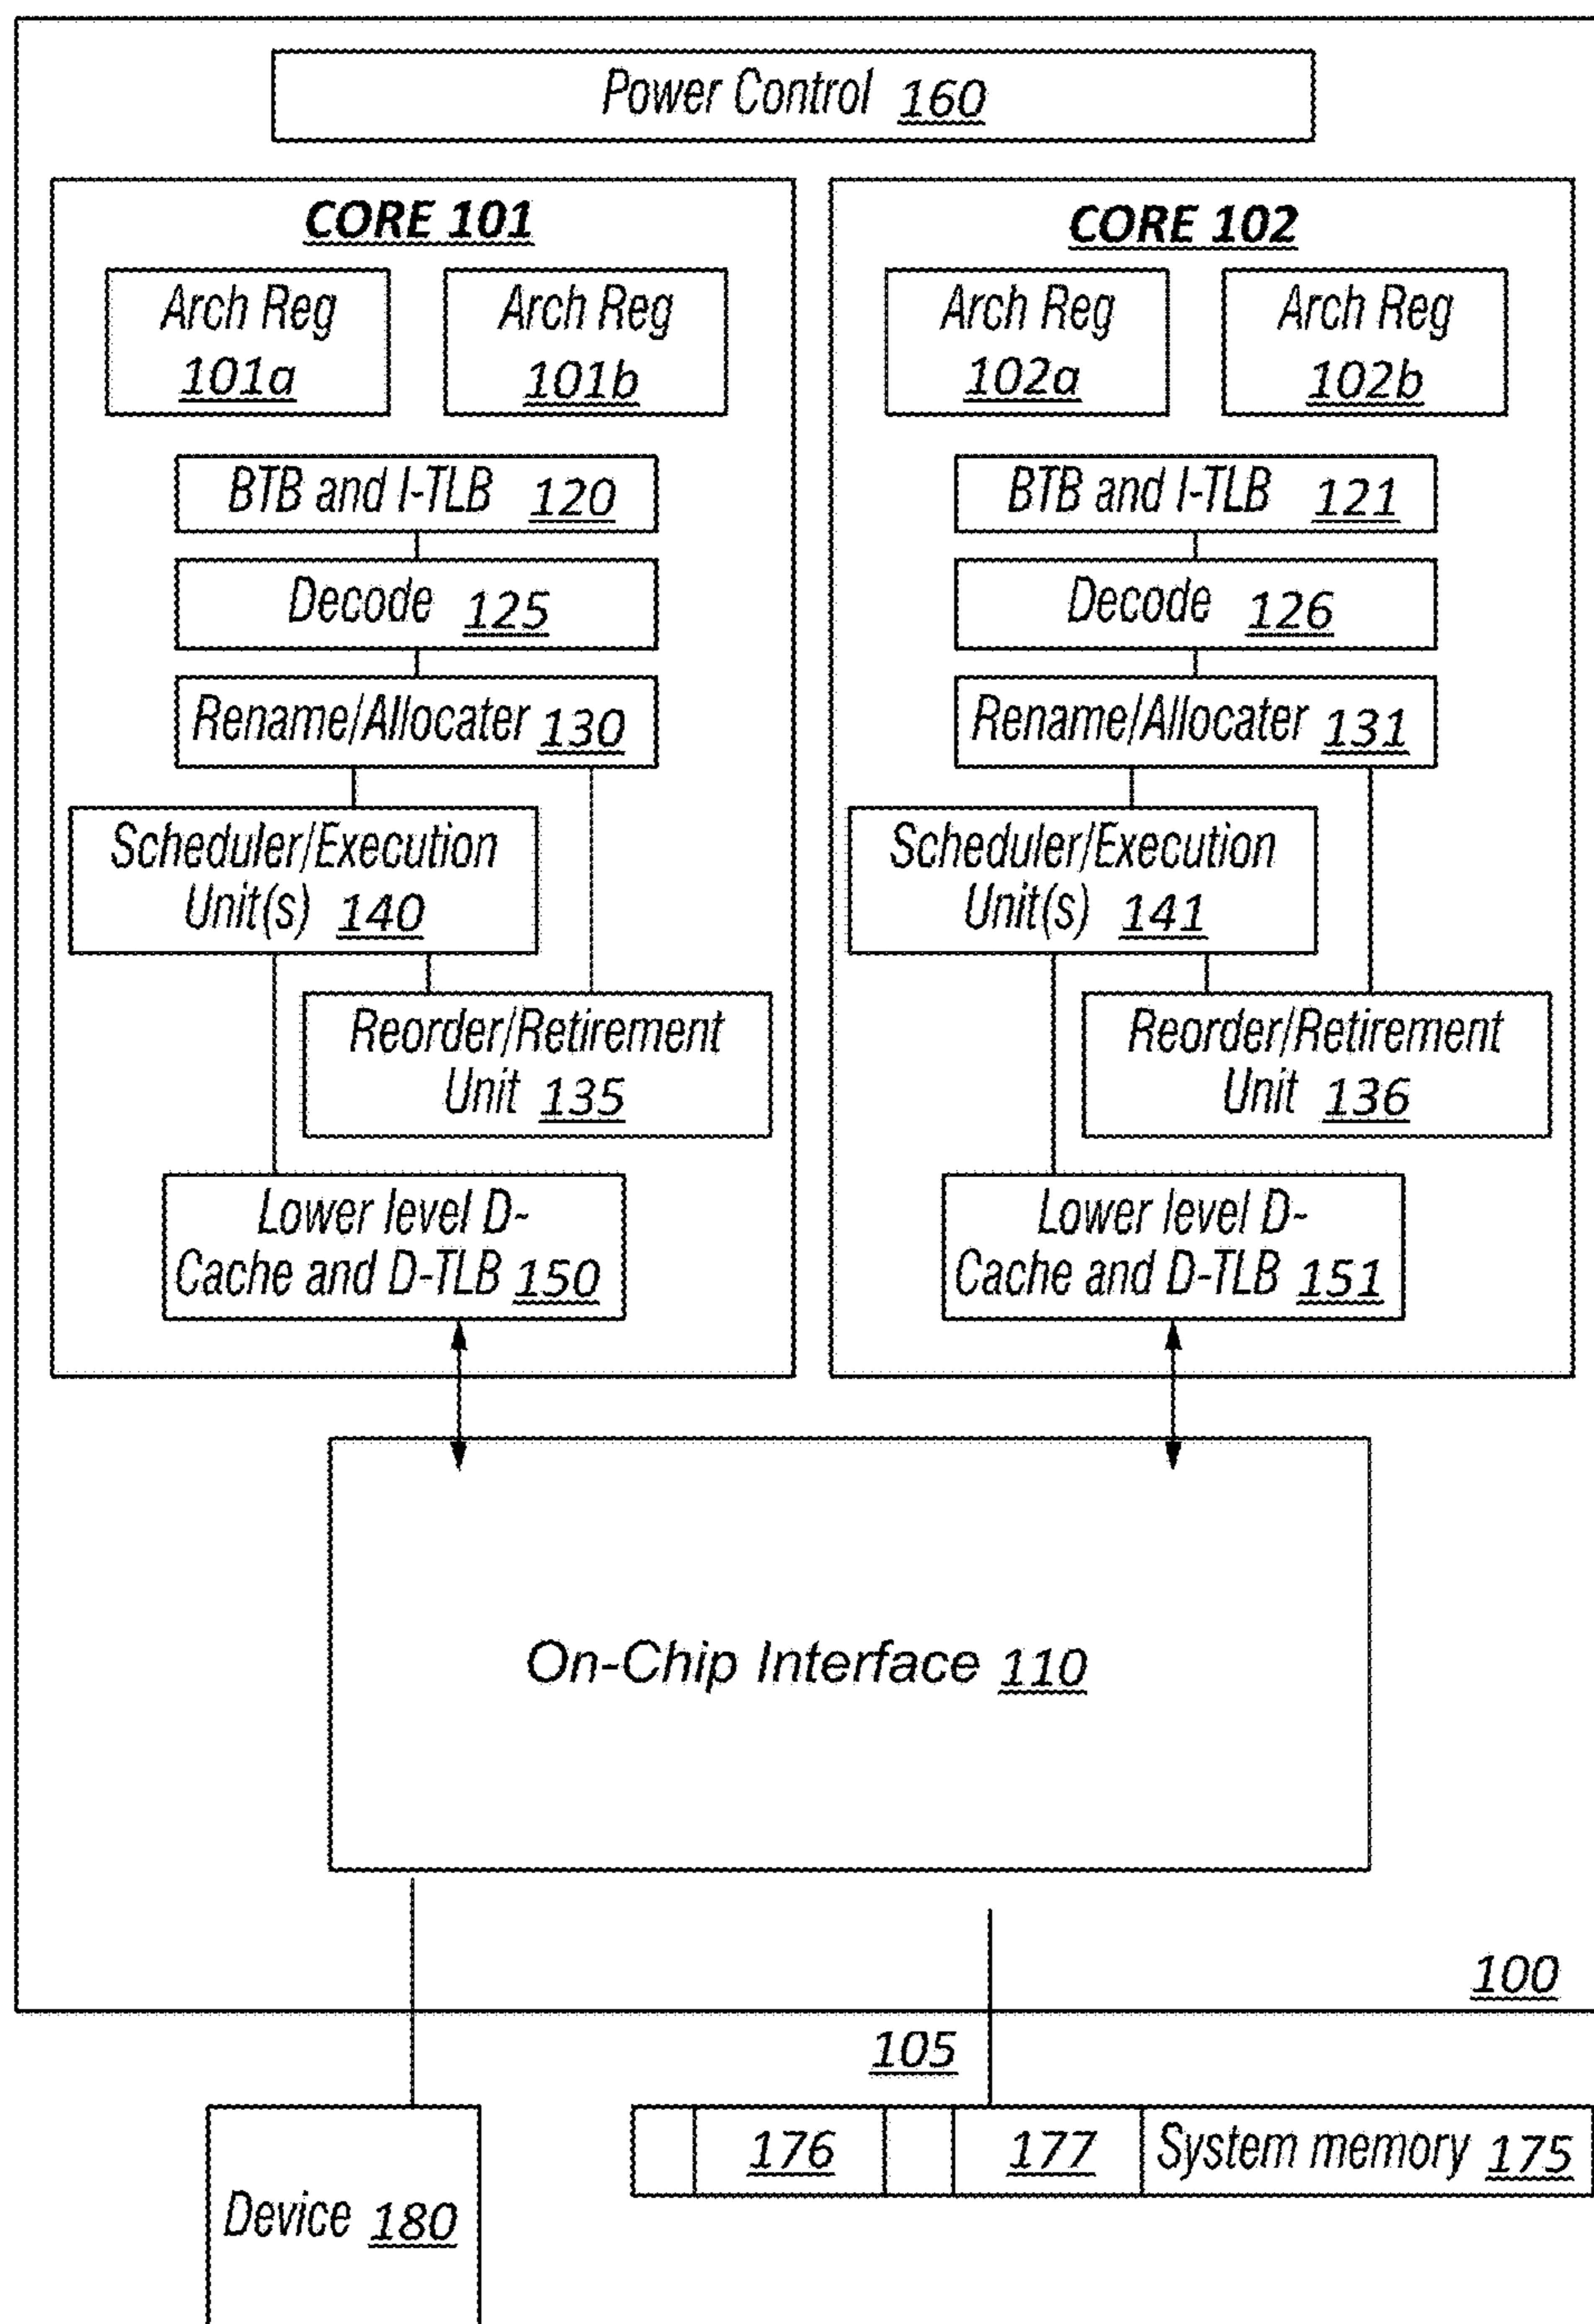 Power Control 160
CORE 101
Arch Reg
101a
Arch Reg
101b
BTB and I-TLB 120
Decode 125
Rename/Allocater 130
Scheduler/Execution
Unit(s) 140
Reorder/Retirement
Unit 135
Lower level D-
Cache and D-TLB 150
CORE 102
Arch Reg
102a
Arch Reg
102b
BTB and I-TLB 121
Decode 126
Rename/Allocater 131
Scheduler/Execution
Unit(s) 141
Reorder/Retirement
Unit 136
Lower level D-
Cache and D-TLB 151
On-Chip Interface 110
100
105
176
177
System memory 175
Device 180